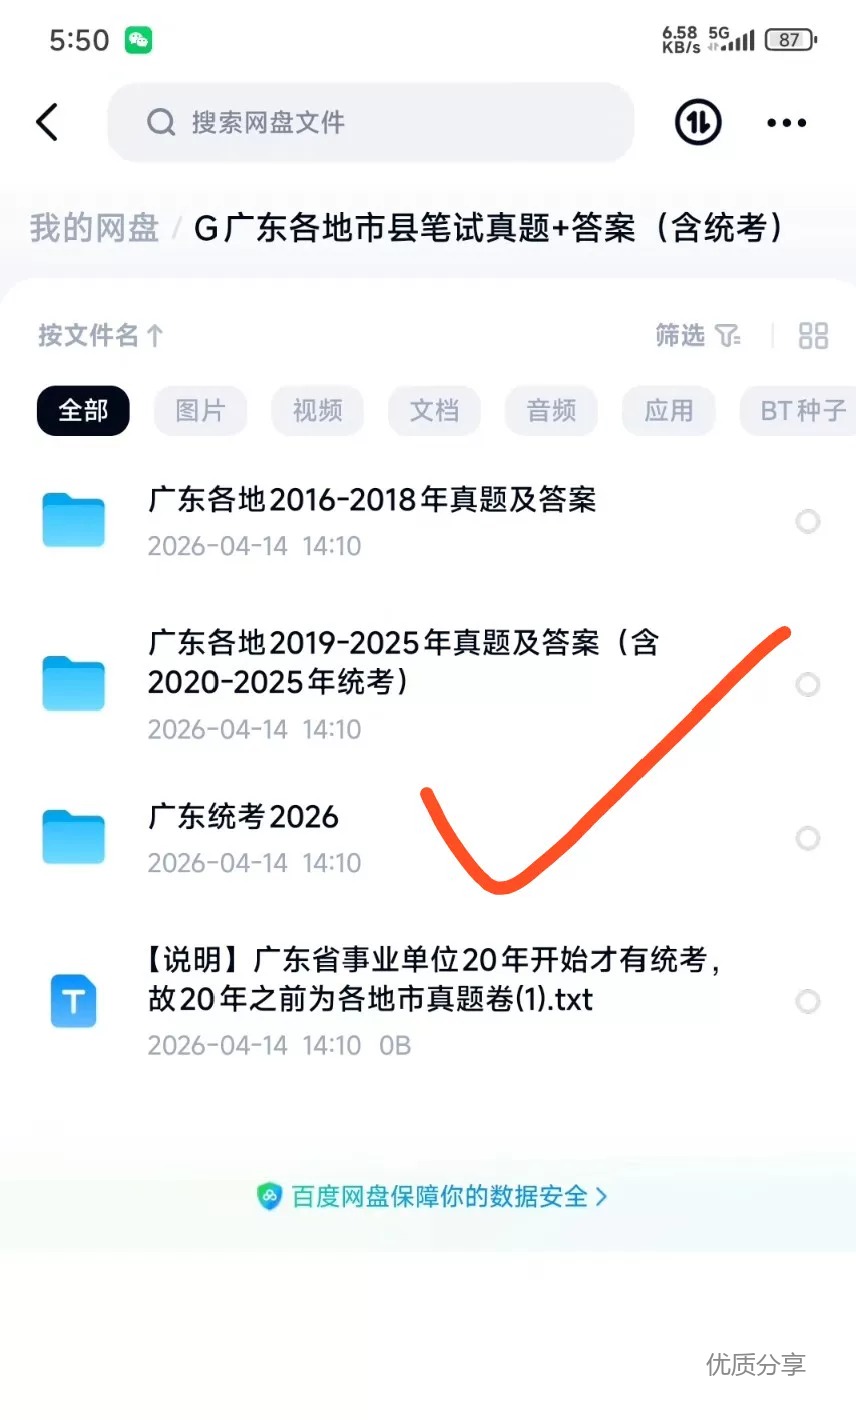 5:50
6.58 KB/s 5G 87
搜索网盘文件
我的网盘 / G广东各地市县笔试真题+答案（含统考）
按文件名↑ 筛选
全部 图片 视频 文档 音频 应用 BT种子
广东各地2016-2018年真题及答案
2026-04-14 14:10
广东各地2019-2025年真题及答案（含
2020-2025年统考）
2026-04-14 14:10
广东统考2026
2026-04-14 14:10
【说明】广东省事业单位20年开始才有统考，
故20年之前为各地市真题卷(1).txt
2026-04-14 14:10 0B
T
百度网盘保障你的数据安全
优质分享